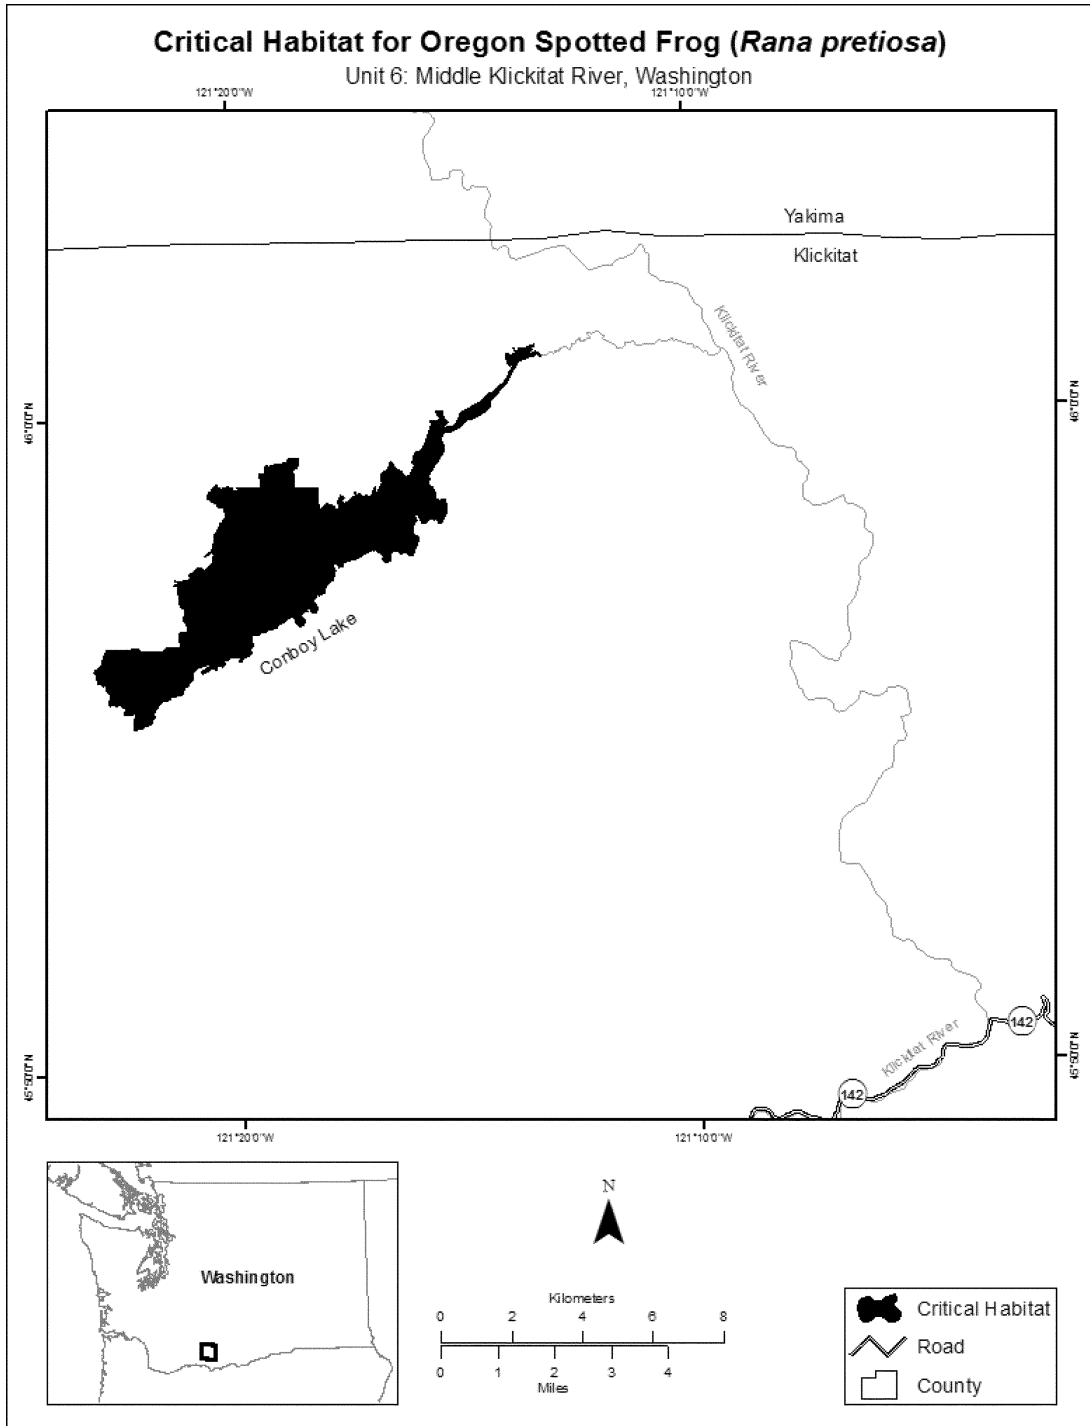 Critical Habitat for Oregon Spotted Frog (Rana pretiosa)
Unit 6: Middle Klickitat River, Washington
121°20'0"W
121°10'0"W
Yakima
Klickitat
Klickitat River
46°0'0"N
46°0'0"N
Conboy Lake
142
Klickitat River
142
45°50'0"N
45°50'0"N
121°20'0"W
121°10'0"W
Washington
N
Kilometers
0 2 4 6 8
0 1 2 3 4
Miles
Critical Habitat
Road
County